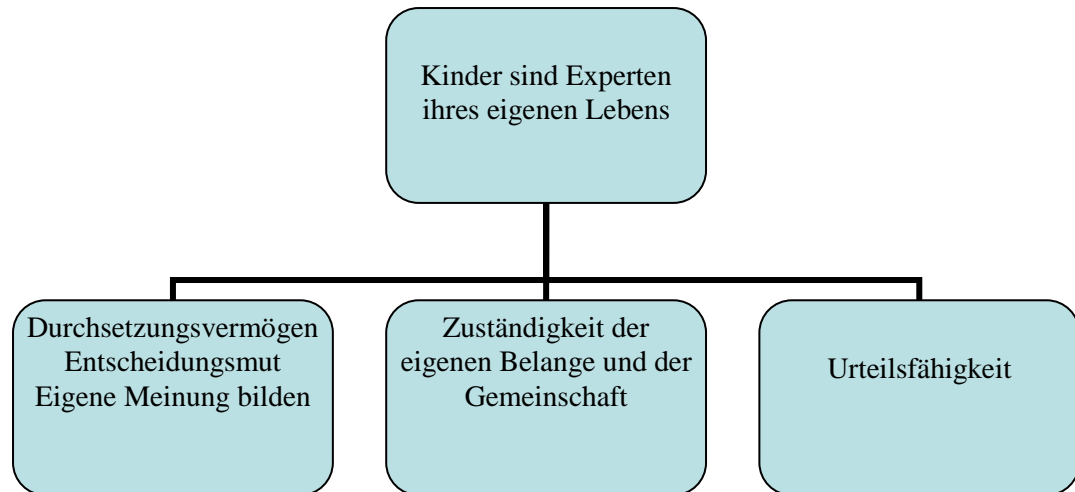 Kinder sind Experten
ihres eigenen Lebens
Durchsetzungsvermögen
Entscheidungsmut
Eigene Meinung bilden
Zuständigkeit der
eigenen Belange und der
Gemeinschaft
Urteilsfähigkeit